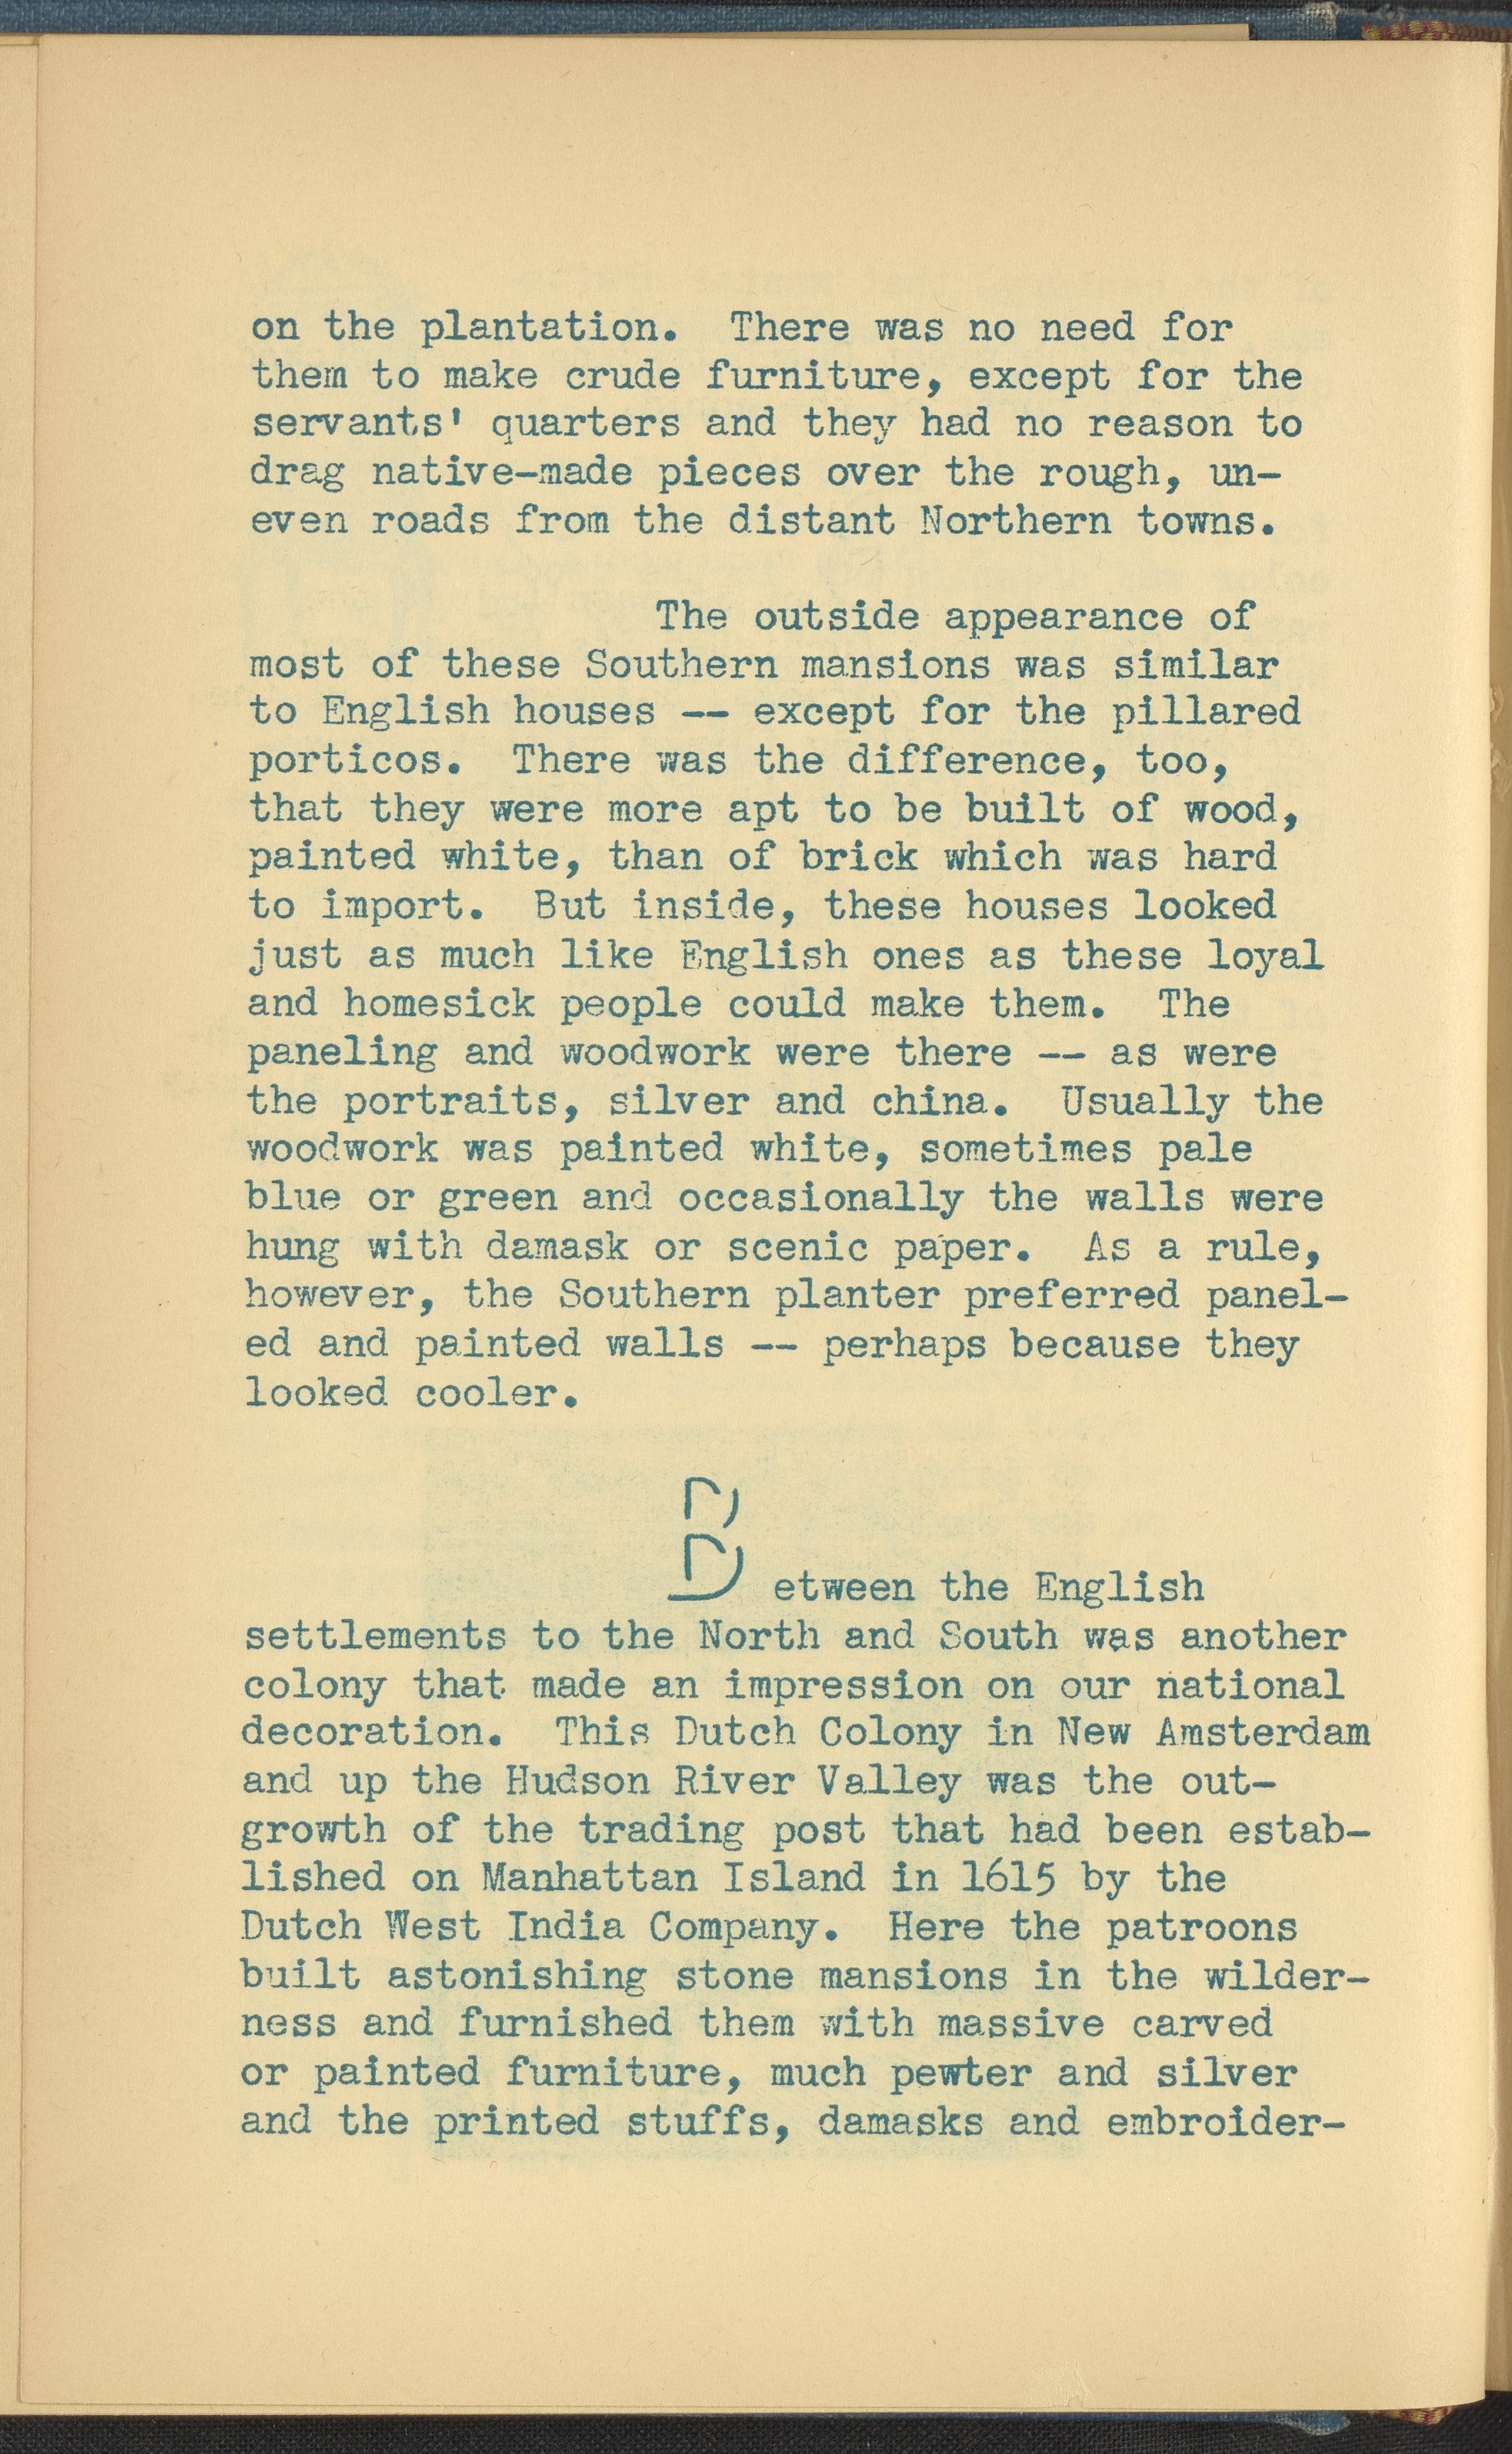 on the plantation.  There was no need for
them to make crude furniture, except for the
servants' quarters and they had no reason to
drag native-made pieces over the rough, un-
even roads from the distant Northern towns.
The outside appearance of
most of these Southern mansions was similar
to English houses -- except for the pillared
porticos.  There was the difference, too,
that they were more apt to be built of wood,
painted white, than of brick which was hard
to import.  But inside, these houses looked
just as much like English ones as these loyal
and homesick people could make them.  The
paneling and woodwork were there -- as were
the portraits, silver and china.  Usually the
woodwork was painted white, sometimes pale
blue or green and occasionally the walls were
hung with damask or scenic paper.  As a rule,
however, the Southern planter preferred panel-
ed and painted walls -- perhaps because they
looked cooler.
Between the English
settlements to the North and South was another
colony that made an impression on our national
decoration.  This Dutch Colony in New Amsterdam
and up the Hudson River Valley was the out-
growth of the trading post that had been estab-
lished on Manhattan Island in 1615 by the
Dutch West India Company.  Here the patroons
built astonishing stone mansions in the wilder-
ness and furnished them with massive carved
or painted furniture, much pewter and silver
and the printed stuffs, damasks and embroider-